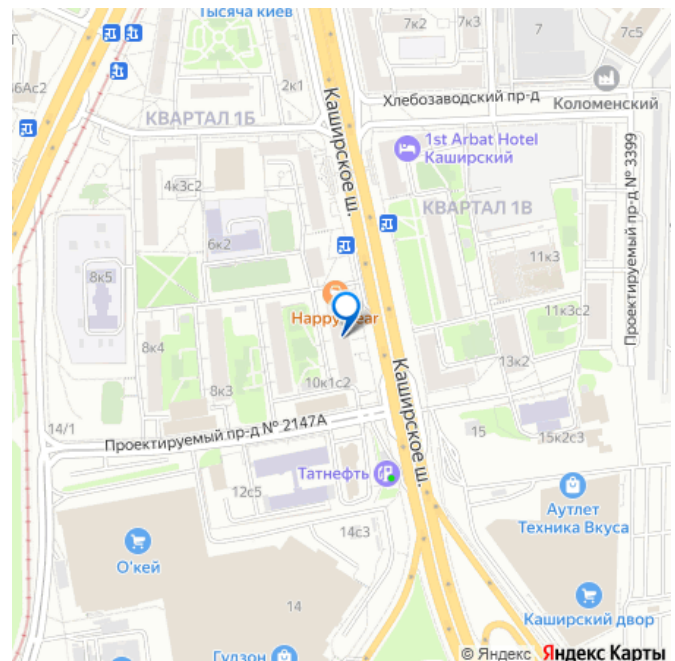 Тысяча киев
7к2
7
7с5
2к1
Хлебозаводский пр-д
Коломенский
КВАРТАЛ 1Б
Каширское ш.
1st Arbat Hotel
Каширский
Проектируемый пр-д № 3399
4к3с2
КВАРТАЛ 1В
6к2
11к3
8к5
11к3с2
8к4
13к2
8к3
10к1с2
Каширское ш.
14/1
Проектируемый пр-д № 2147А
15
15к2с3
Татнефть
12с5
Аутлет
Техника Вкуса
14с3
О'кей
14
Каширский двор
Гудзон
© Яндекс Яндекс Карты